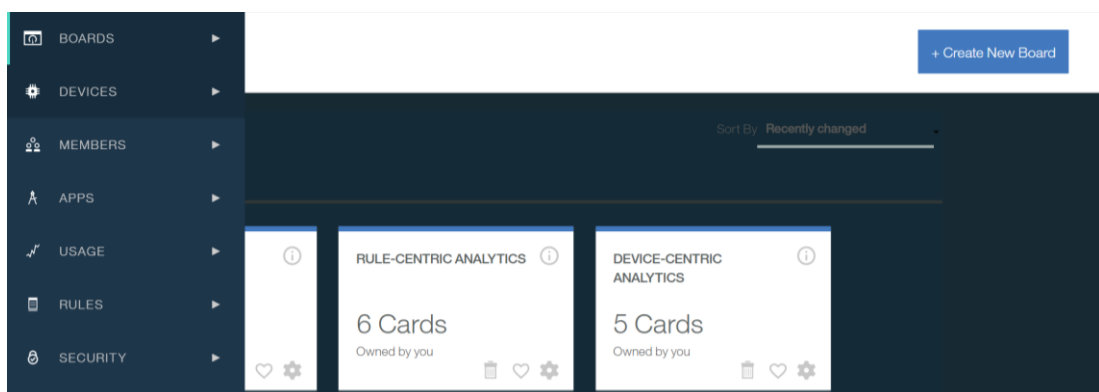 BOARDS
DEVICES
MEMBERS
APPS
USAGE
RULES
SECURITY
+ Create New Board
Sort By Recently changed
RULE-CENTRIC ANALYTICS
6 Cards
Owned by you
DEVICE-CENTRIC
ANALYTICS
5 Cards
Owned by you